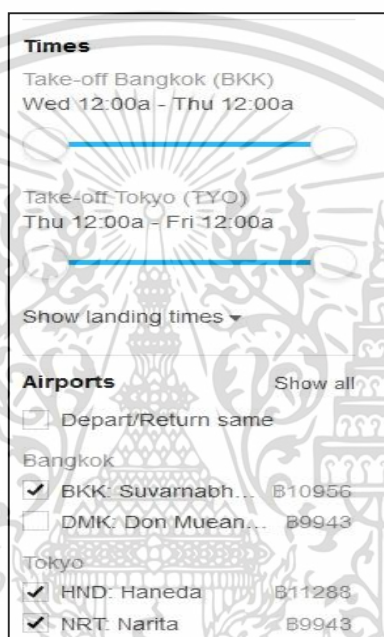 Times
Take-off Bangkok (BKK)
Wed 12:00a - Thu 12:00a
Take-off Tokyo (TYO)
Thu 12:00a - Fri 12:00a
Show landing times
Airports Show all
Depart/Return same
Bangkok
BKK: Suvarnabh... B10956
DMK: Don Muean... B9943
Tokyo
HND: Haneda B11288
NRT: Narita B9943